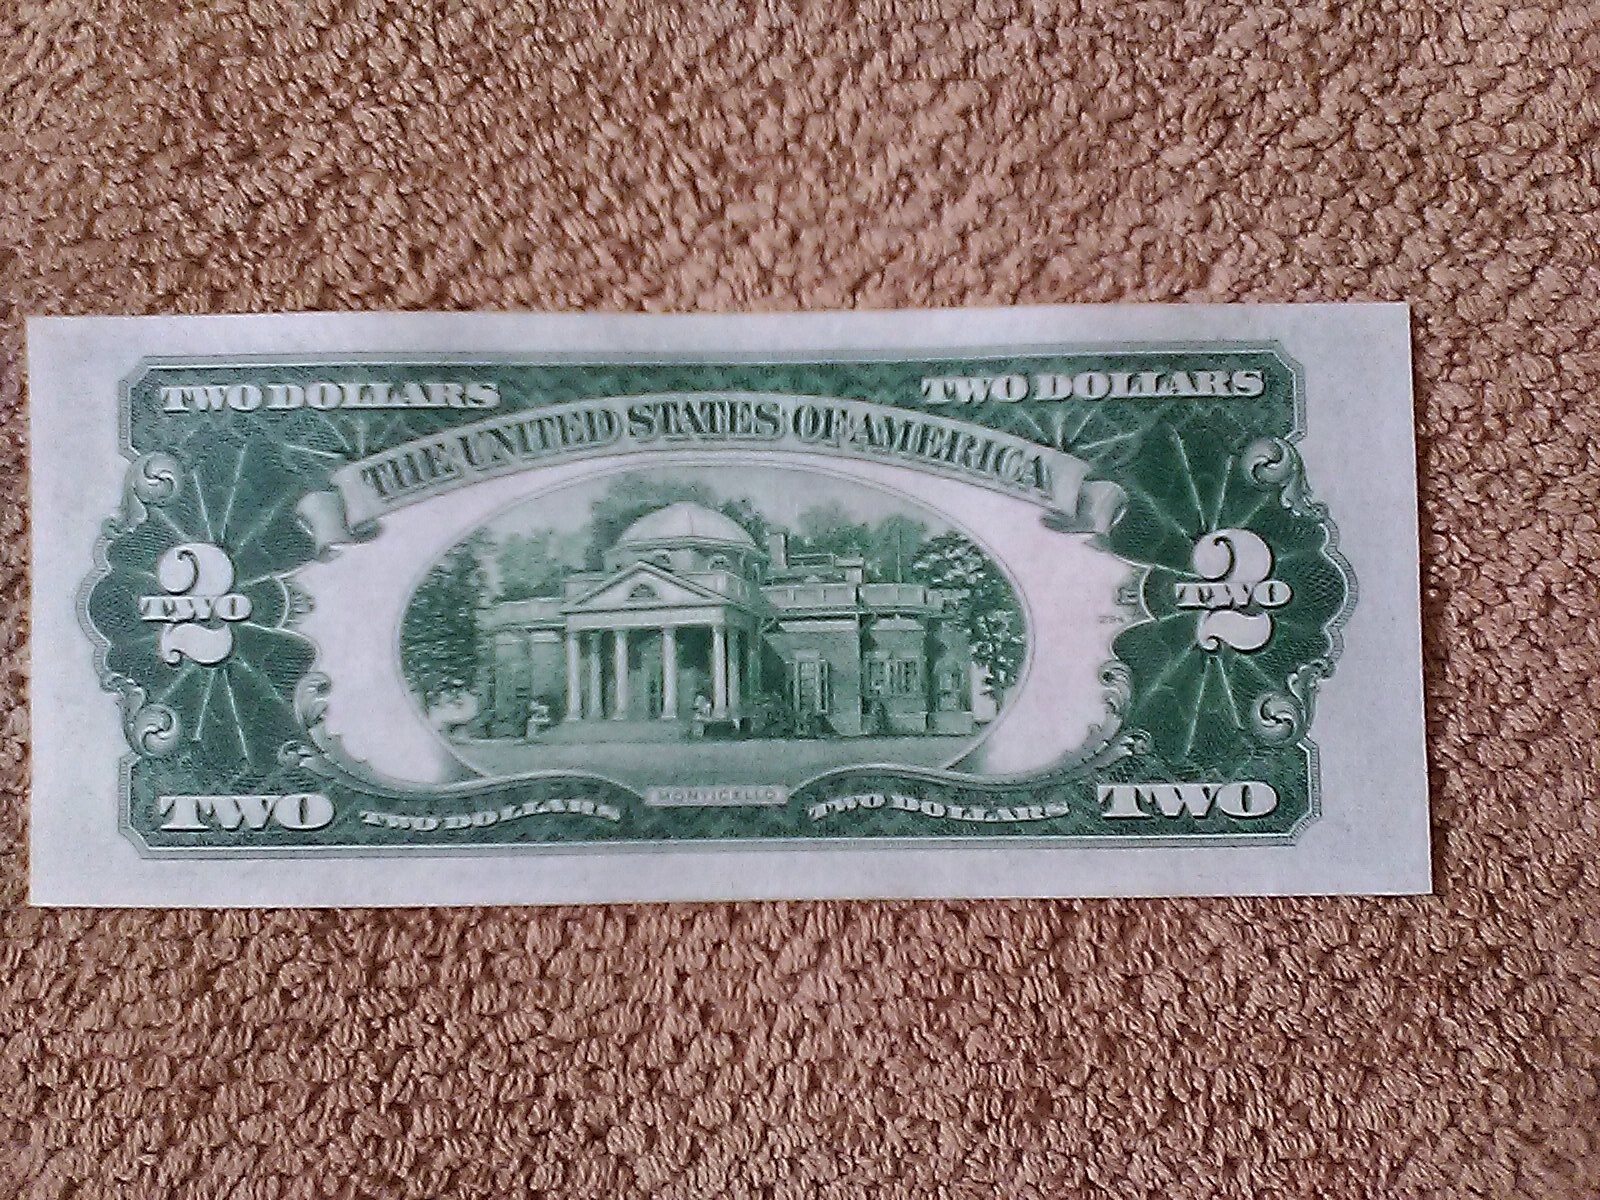 TWO DOLLARS TWO DOLLARS
THE UNITED STATES OF AMERICA
2 2
TWO TWO
MONTICELLO
TWO TWO DOLLARS TWO DOLLARS TWO